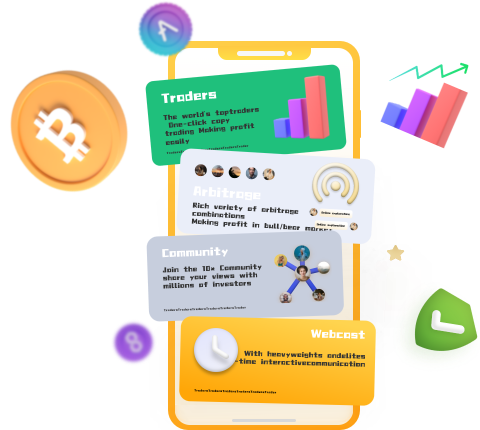 Traders
The world's toptraders
One-click copy
trading Making profit
easily
Arbitrage
Rich variety of arbitrage
combinations
Making profit in bull/bear market
Community
Join the 10x Community
share your views with
millions of investors
Webcast
With heavyweights andelites
-time interactivecommunication